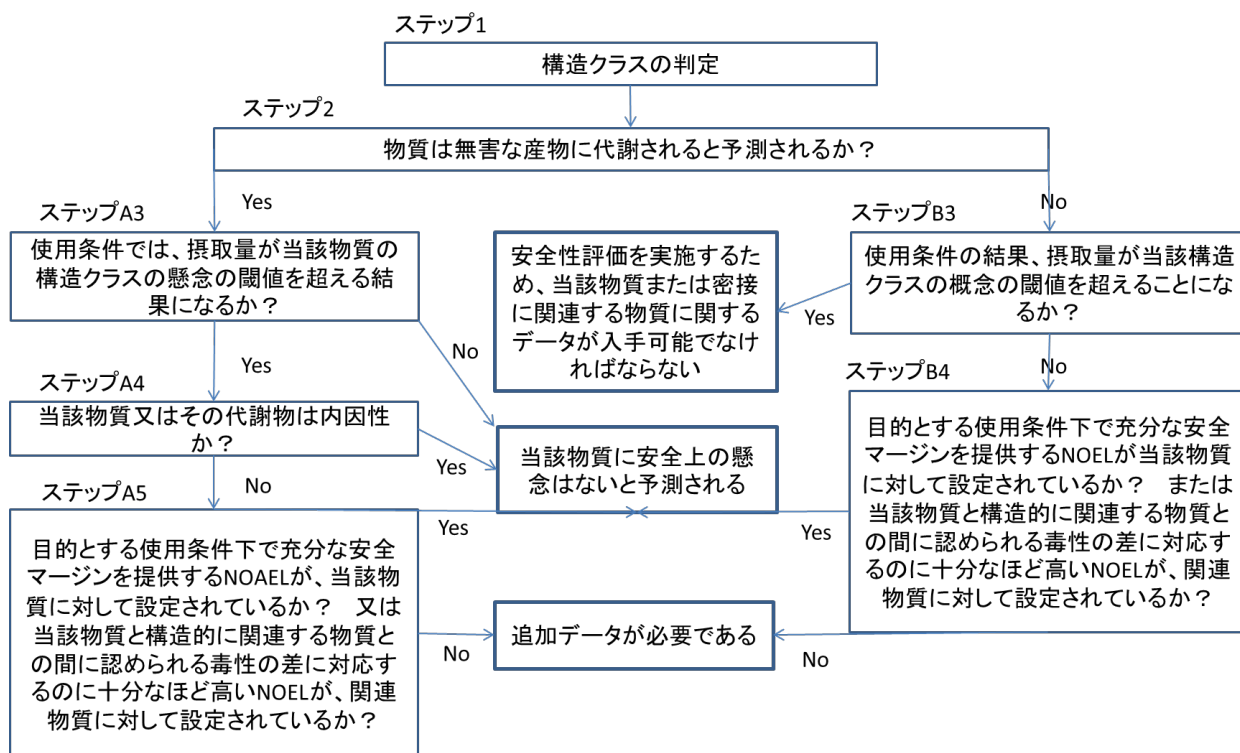 ステップ1
構造クラスの判定
ステップ2
物質は無害な産物に代謝されると予測されるか？
Yes
No
ステップA3
使用条件では、摂取量が当該物質の
構造クラスの懸念の閾値を超える結
果になるか？
安全性評価を実施するた
め、当該物質または密接
に関連する物質に関する
データが入手可能でなけ
ればならない
ステップB3
使用条件の結果、摂取量が当該構造
クラスの概念の閾値を超えることにな
るか？
Yes
No
Yes
No
ステップA4
当該物質又はその代謝物は内因性
か？
Yes
No
当該物質に安全上の懸
念はないと予測される
ステップB4
目的とする使用条件下で充分な安全
マージンを提供するNOELが当該物質
に対して設定されているか？　または
当該物質と構造的に関連する物質と
の間に認められる毒性の差に対応す
るのに十分なほど高いNOELが、関連
物質に対して設定されているか？
Yes
Yes
ステップA5
目的とする使用条件下で充分な安全
マージンを提供するNOAELが、当該物
質に対して設定されているか？　又は
当該物質と構造的に関連する物質と
の間に認められる毒性の差に対応す
るのに十分なほど高いNOELが、関連
物質に対して設定されているか？
No
追加データが必要である
No